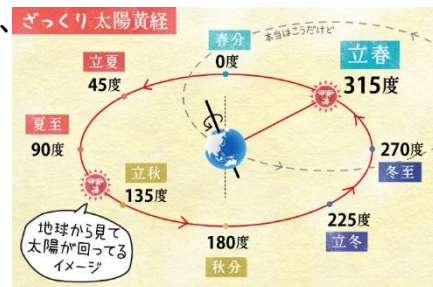 、
ざっくり太陽黄経
春分
0度
本当はこうだけど
立春
315度
立夏
45度
夏至
90度
270度
冬至
立秋
135度
225度
立冬
180度
秋分
地球から見て
太陽が回ってる
イメージ